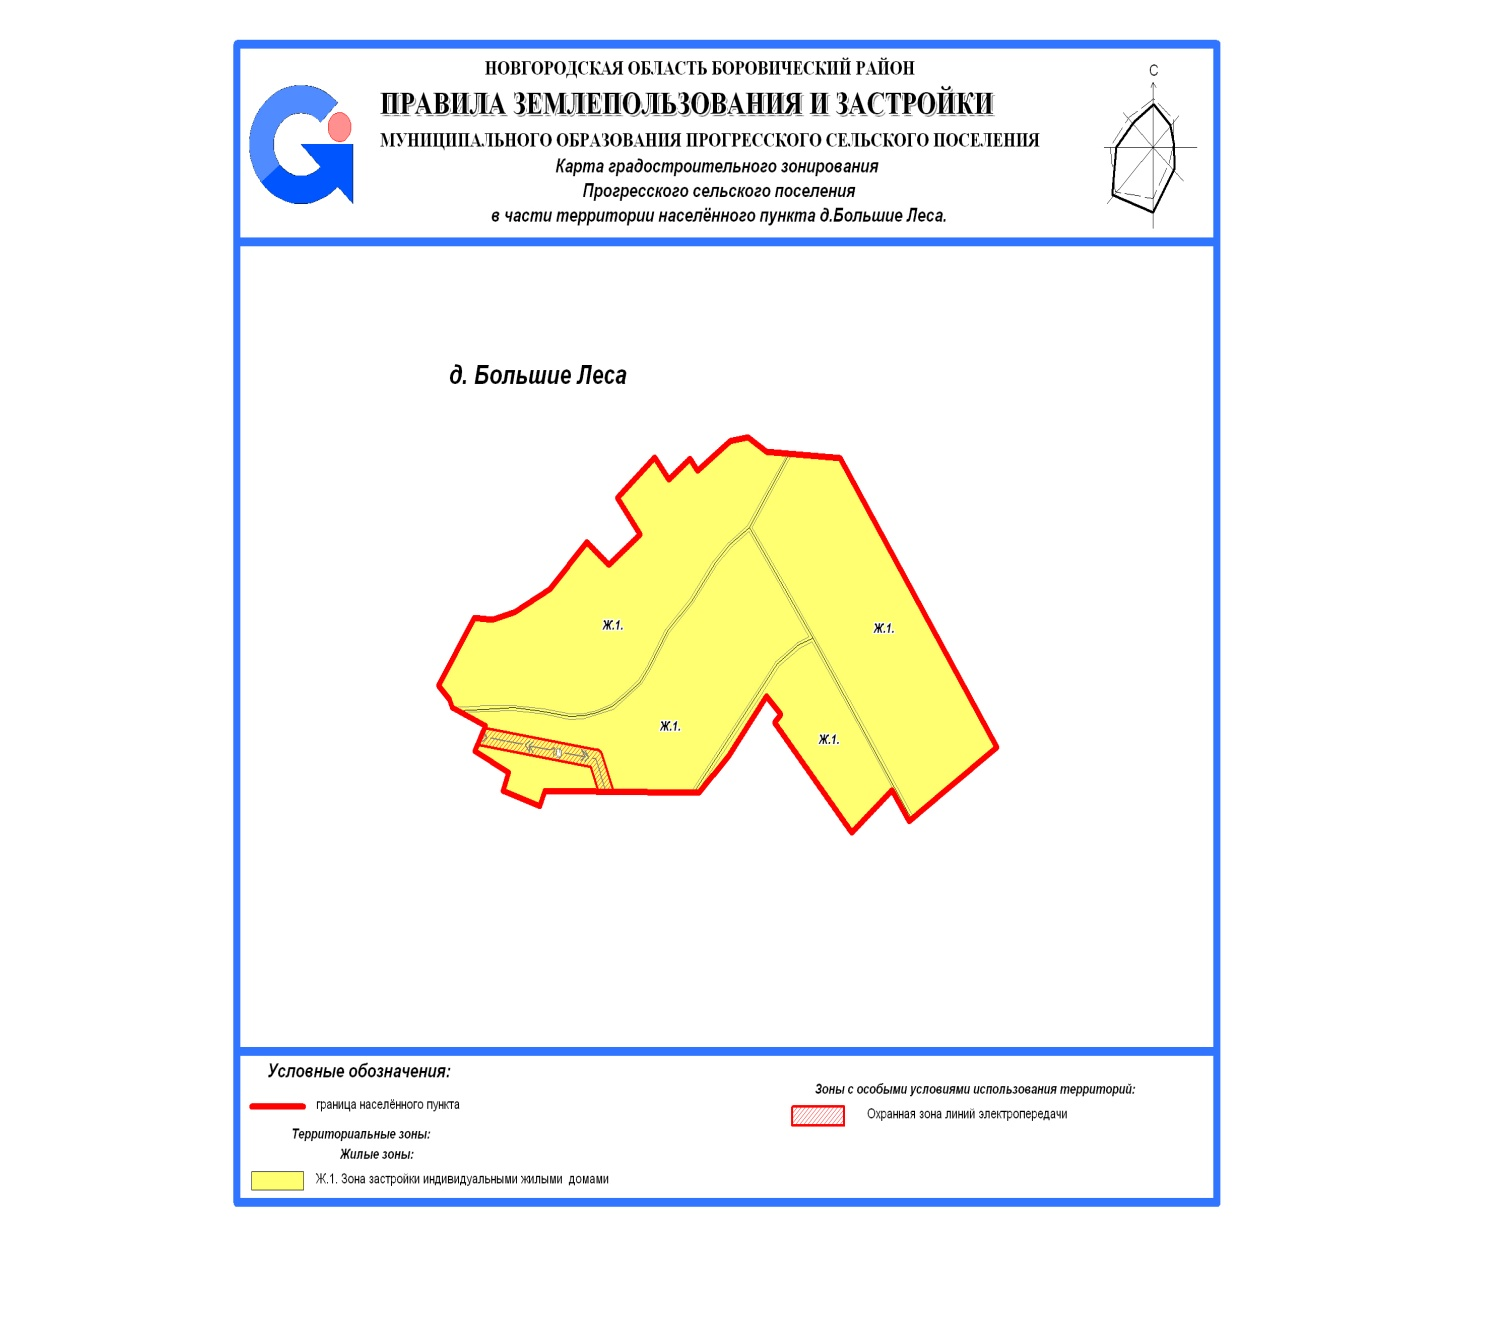 НОВГОРОДСКАЯ ОБЛАСТЬ БОРОВИЧЕСКИЙ РАЙОН
ПРАВИЛА ЗЕМЛЕПОЛЬЗОВАНИЯ И ЗАСТРОЙКИ
МУНИЦИПАЛЬНОГО ОБРАЗОВАНИЯ ПРОГРЕССКОГО СЕЛЬСКОГО ПОСЕЛЕНИЯ
Карта градостроительного зонирования
Прогресского сельского поселения
в части территории населённого пункта д.Большие Леса.
С
д. Большие Леса
Ж.1.
Ж.1.
Ж.1.
Ж.1.
10
Условные обозначения:
граница населённого пункта
Территориальные зоны:
Жилые зоны:
Ж.1. Зона застройки индивидуальными жилыми домами
Зоны с особыми условиями использования территорий:
Охранная зона линий электропередачи